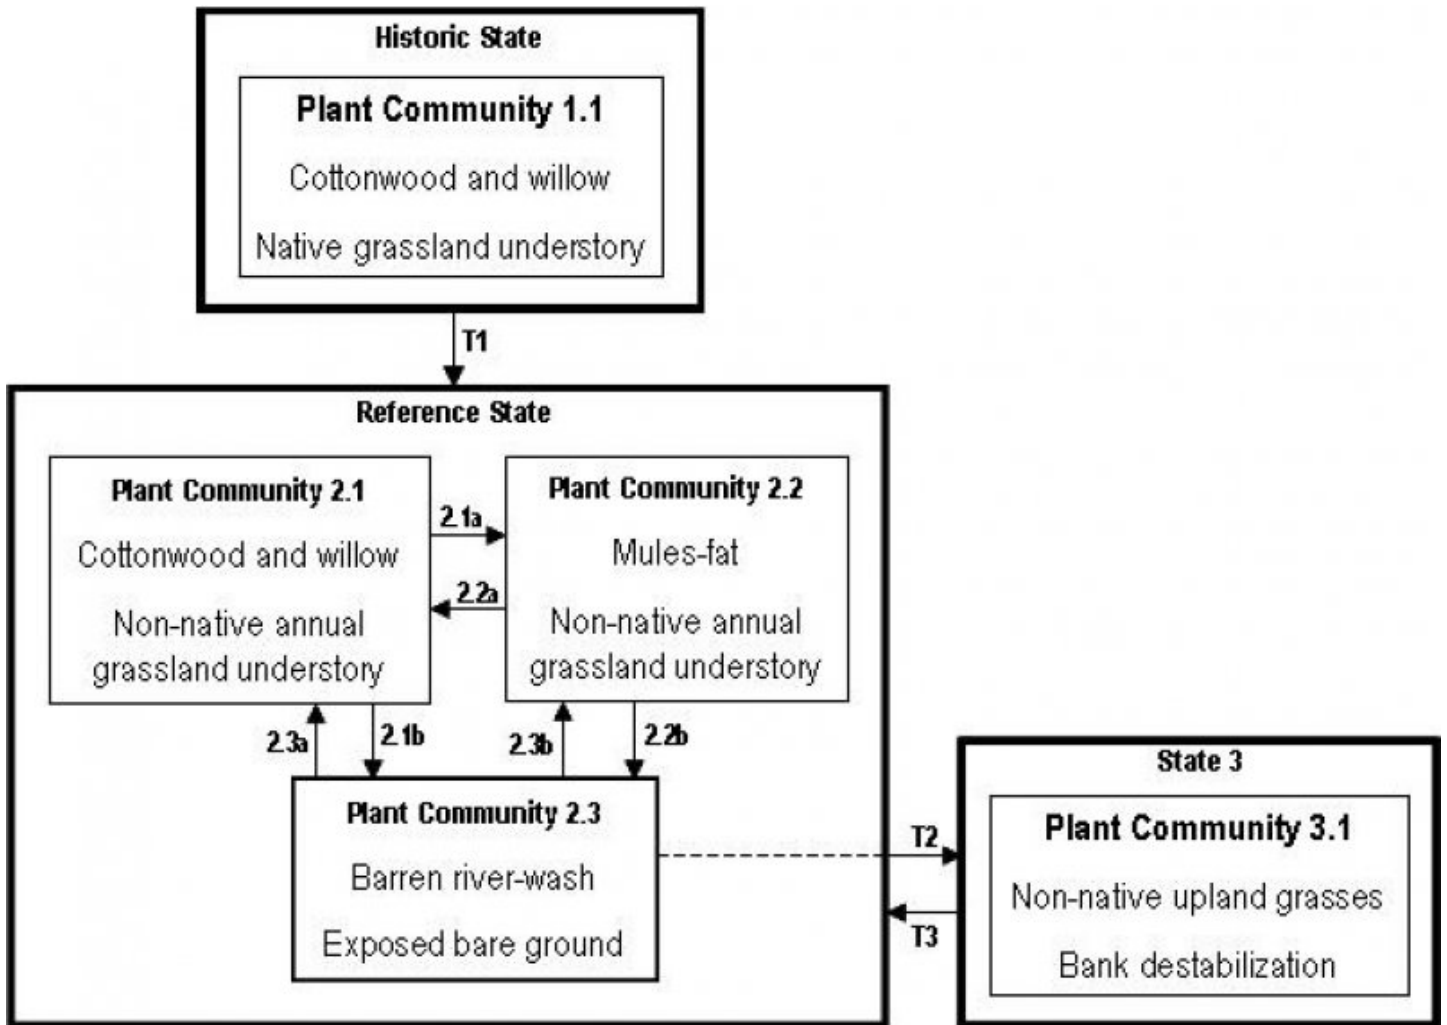 Historic State
Plant Community 1.1
Cottonwood and willow
Native grassland understory
T1
Reference State
Plant Community 2.1
Cottonwood and willow
Non-native annual
grassland understory
2.1a
2.2a
Plant Community 2.2
Mules-fat
Non-native annual
grassland understory
2.3a
2.1b
2.3b
2.2b
Plant Community 2.3
Barren river-wash
Exposed bare ground
T2
T3
State 3
Plant Community 3.1
Non-native upland grasses
Bank destabilization